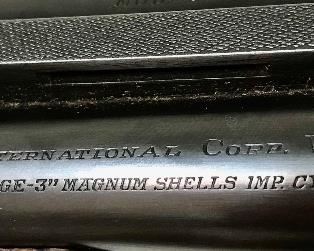 NTERNATIONAL CORP.
GE-3" MAGNUM SHELLS IMP. CY